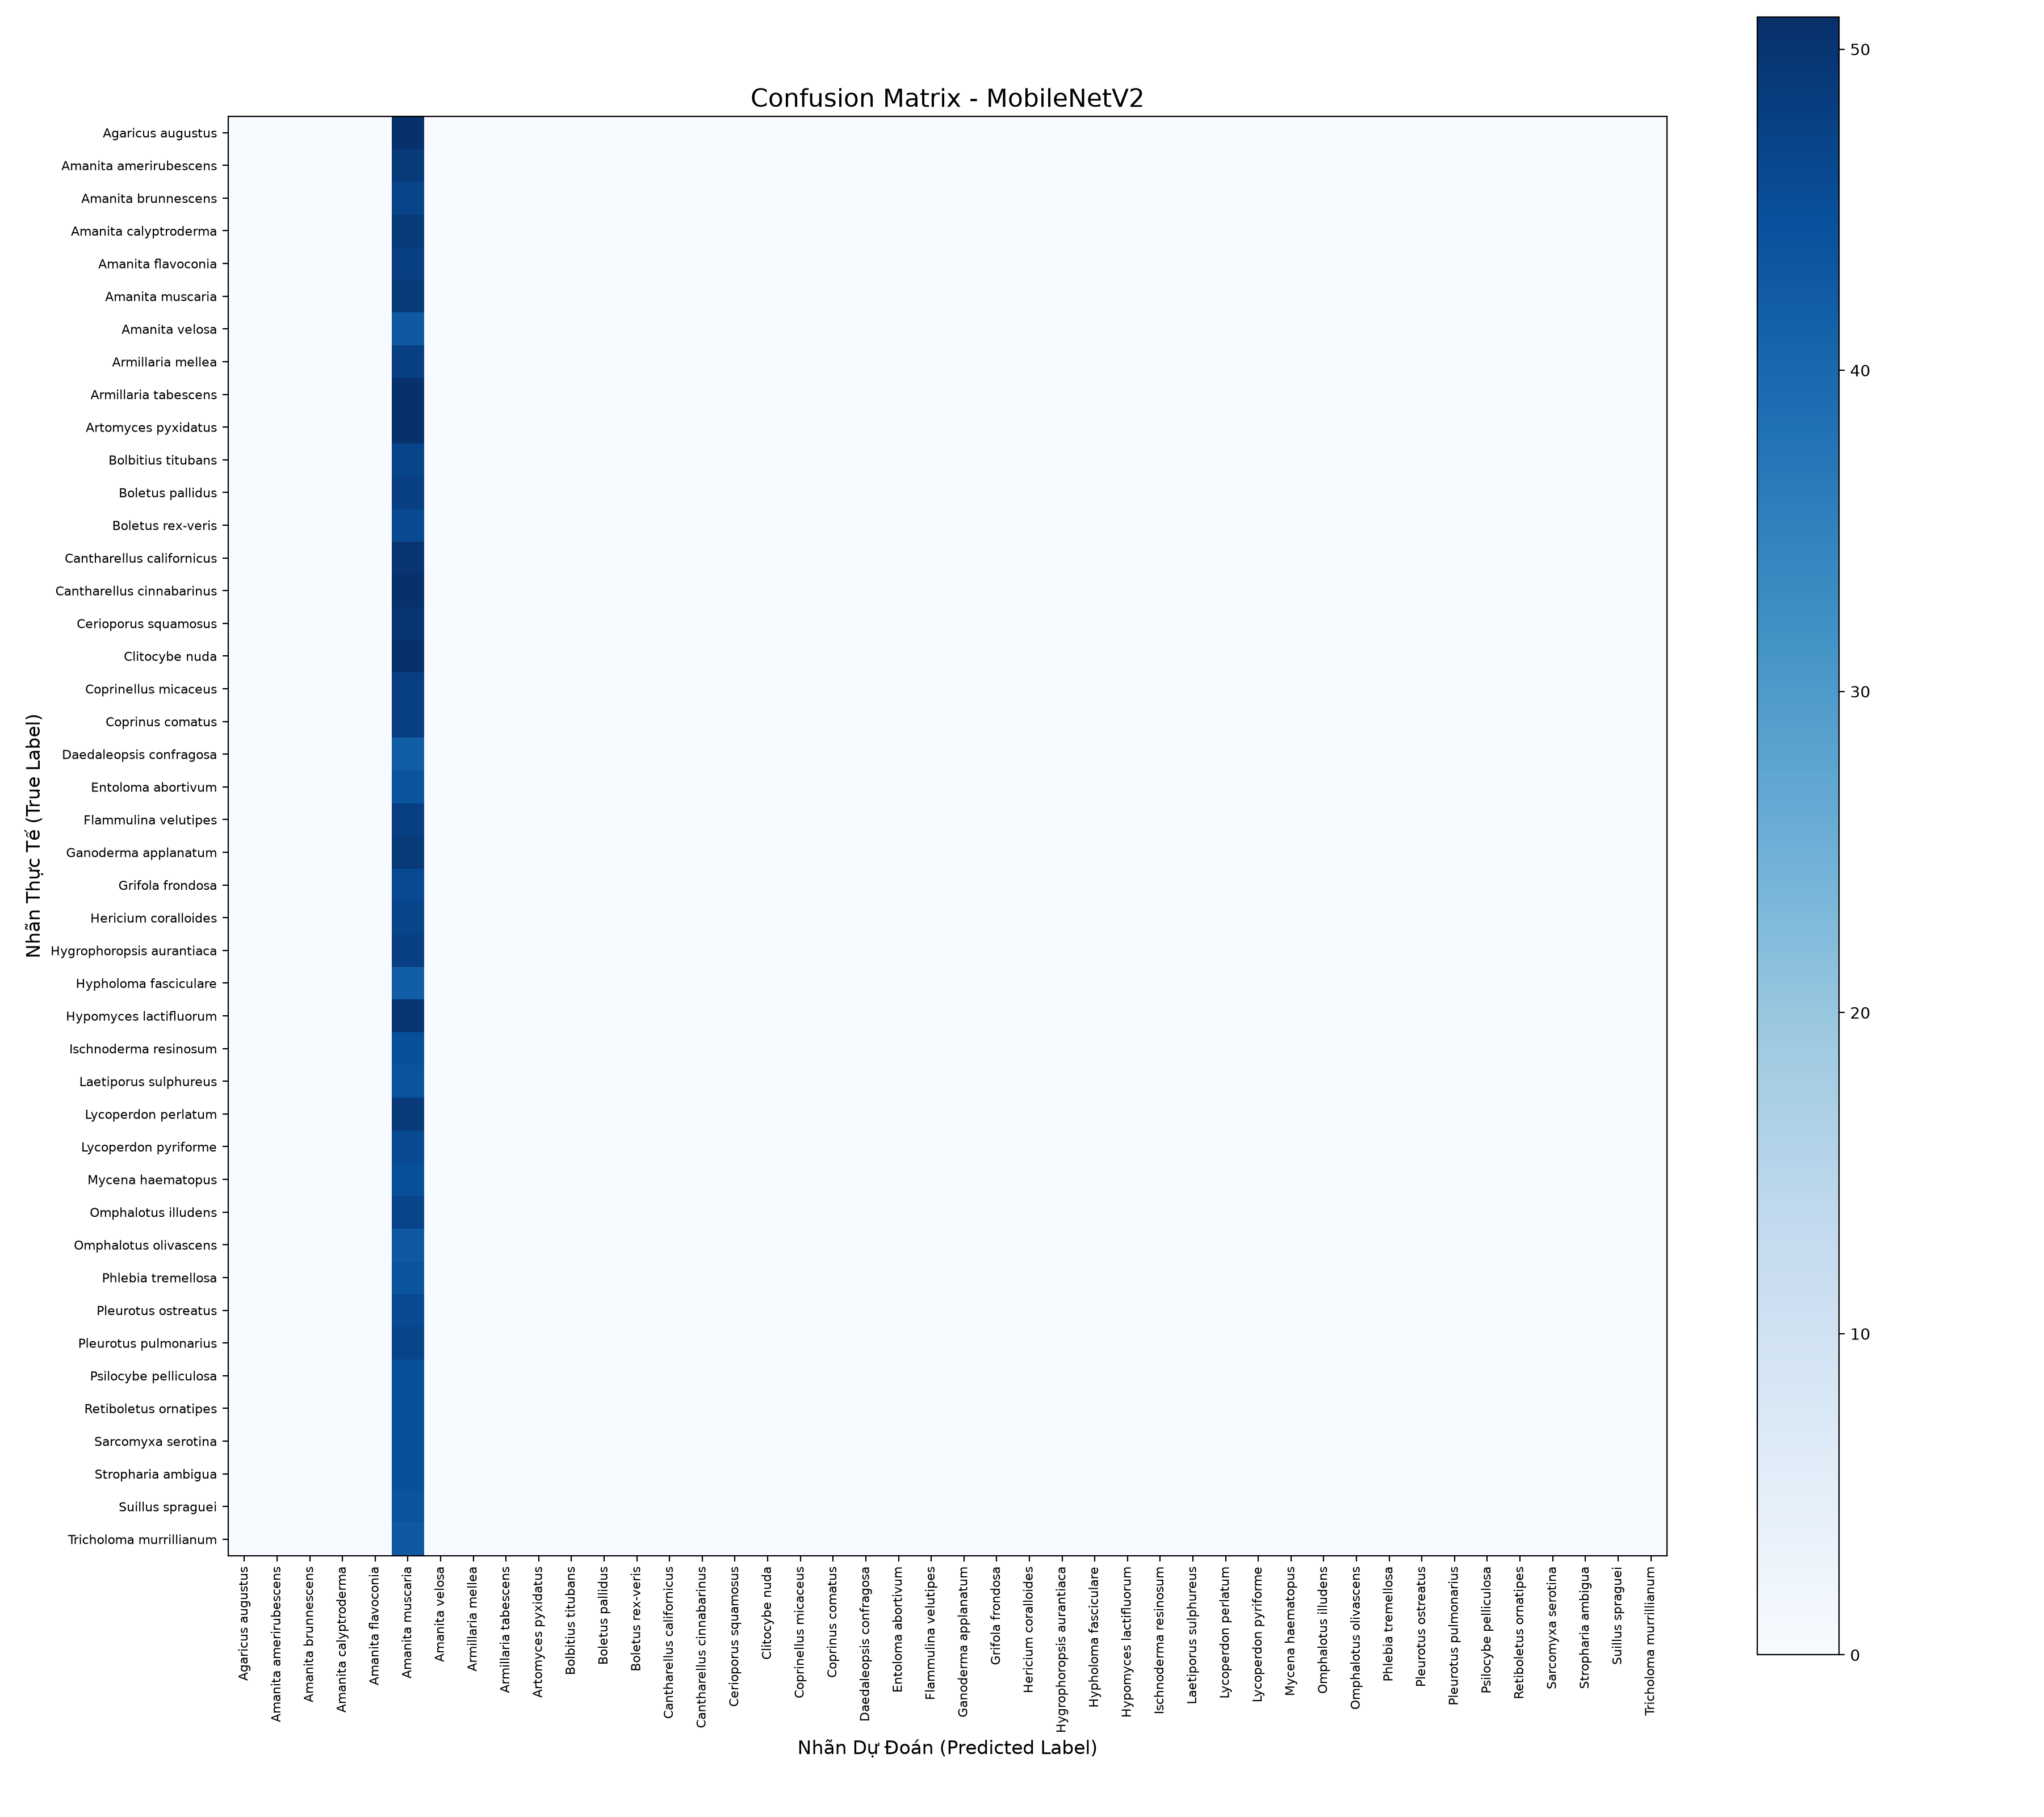 Confusion Matrix - MobileNetV2
Nhãn Thực Tế (True Label)
Agaricus augustus
Amanita amerirubescens
Amanita brunnescens
Amanita calyptroderma
Amanita flavoconia
Amanita muscaria
Amanita velosa
Armillaria mellea
Armillaria tabescens
Artomyces pyxidatus
Bolbitius titubans
Boletus pallidus
Boletus rex-veris
Cantharellus californicus
Cantharellus cinnabarinus
Cerioporus squamosus
Clitocybe nuda
Coprinellus micaceus
Coprinus comatus
Daedaleopsis confragosa
Entoloma abortivum
Flammulina velutipes
Ganoderma applanatum
Grifola frondosa
Hericium coralloides
Hygrophoropsis aurantiaca
Hypholoma fasciculare
Hypomyces lactifluorum
Ischnoderma resinosum
Laetiporus sulphureus
Lycoperdon perlatum
Lycoperdon pyriforme
Mycena haematopus
Omphalotus illudens
Omphalotus olivascens
Phlebia tremellosa
Pleurotus ostreatus
Pleurotus pulmonarius
Psilocybe pelliculosa
Retiboletus ornatipes
Sarcomyxa serotina
Stropharia ambigua
Suillus spraguei
Tricholoma murrillianum
Agaricus augustus
Amanita amerirubescens
Amanita brunnescens
Amanita calyptroderma
Amanita flavoconia
Amanita muscaria
Amanita velosa
Armillaria mellea
Armillaria tabescens
Artomyces pyxidatus
Bolbitius titubans
Boletus pallidus
Boletus rex-veris
Cantharellus californicus
Cantharellus cinnabarinus
Cerioporus squamosus
Clitocybe nuda
Coprinellus micaceus
Coprinus comatus
Daedaleopsis confragosa
Entoloma abortivum
Flammulina velutipes
Ganoderma applanatum
Grifola frondosa
Hericium coralloides
Hygrophoropsis aurantiaca
Hypholoma fasciculare
Hypomyces lactifluorum
Ischnoderma resinosum
Laetiporus sulphureus
Lycoperdon perlatum
Lycoperdon pyriforme
Mycena haematopus
Omphalotus illudens
Omphalotus olivascens
Phlebia tremellosa
Pleurotus ostreatus
Pleurotus pulmonarius
Psilocybe pelliculosa
Retiboletus ornatipes
Sarcomyxa serotina
Stropharia ambigua
Suillus spraguei
Tricholoma murrillianum
Nhãn Dự Đoán (Predicted Label)
50
40
30
20
10
0